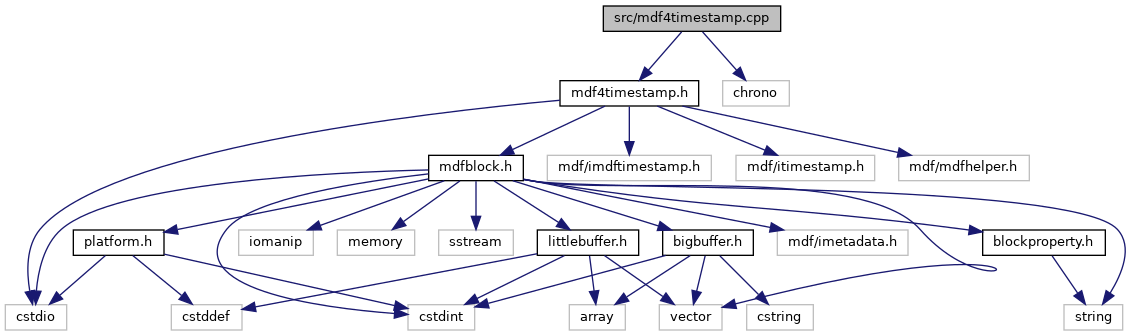 src/mdf4timestamp.cpp
mdf4timestamp.h
chrono
mdfblock.h
mdf/imdftimestamp.h
mdf/itimestamp.h
mdf/mdfhelper.h
platform.h
iomanip
memory
sstream
littlebuffer.h
bigbuffer.h
mdf/imetadata.h
blockproperty.h
cstdio
cstddef
cstdint
array
vector
cstring
string